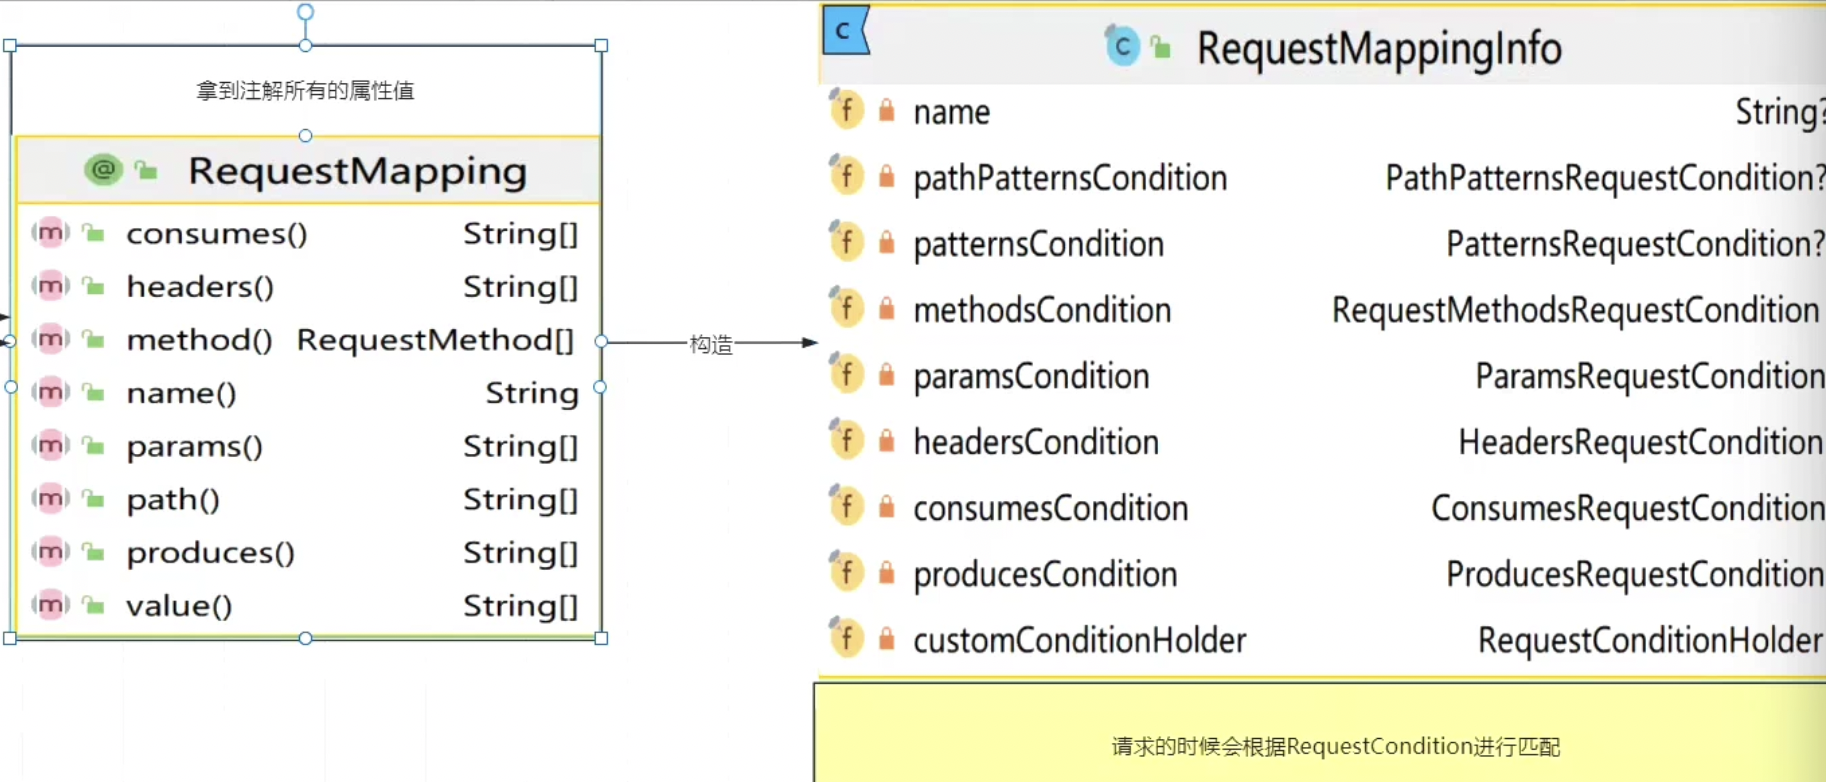 拿到注解所有的属性值
@ RequestMapping
m consumes() String[]
m headers() String[]
m method() RequestMethod[]
m name() String
m params() String[]
m path() String[]
m produces() String[]
m value() String[]
构造
C
C RequestMappingInfo
f name String?
f pathPatternsCondition PathPatternsRequestCondition?
f patternsCondition PatternsRequestCondition?
f methodsCondition RequestMethodsRequestCondition
f paramsCondition ParamsRequestCondition
f headersCondition HeadersRequestCondition
f consumesCondition ConsumesRequestCondition
f producesCondition ProducesRequestCondition
f customConditionHolder RequestConditionHolder
请求的时候会根据RequestCondition进行匹配